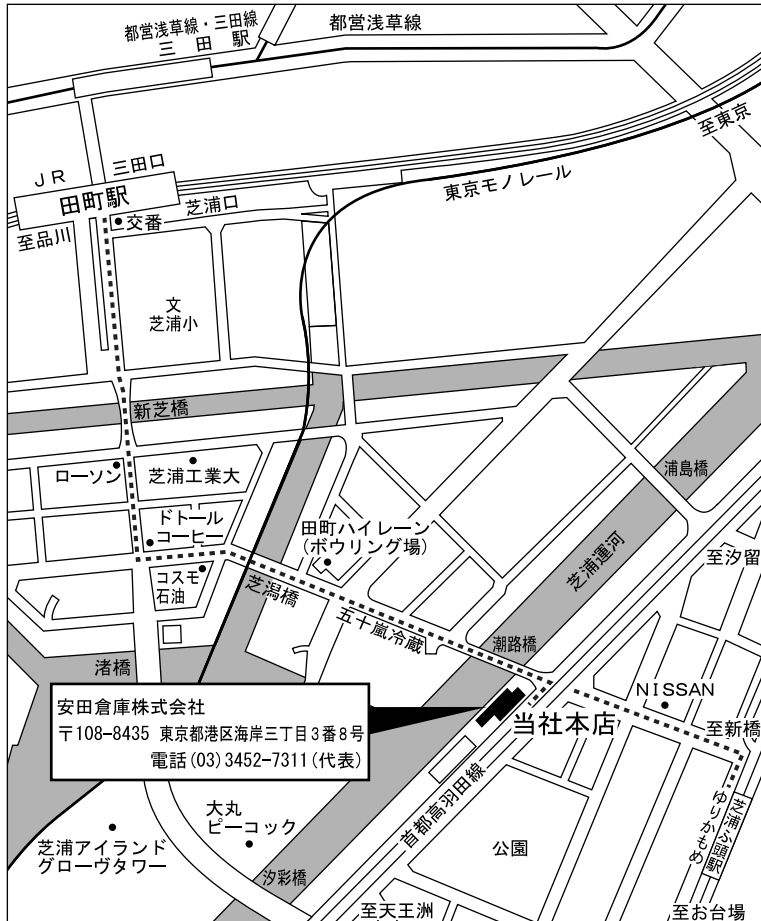 都営浅草線・三田線
三田駅
都営浅草線
至東京
JR
三田口
田町駅
東京モノレール
芝浦口
交番
至品川
文
芝浦小
新芝橋
ローソン
芝浦工業大
浦島橋
ドトール
コーヒー
田町ハイレーン
(ボウリング場)
芝浦運河
至汐留
コスモ
石油
芝潟橋
五十嵐冷蔵
潮路橋
渚橋
NISSAN
安田倉庫株式会社
〒108-8435 東京都港区海岸三丁目3番8号
電話(03)3452-7311(代表)
当社本店
至新橋
首都高羽田線
芝浦ふ頭駅
ゆりかもめ
大丸
ピーコック
芝浦アイランド
グローヴタワー
公園
汐彩橋
至天王洲
至お台場